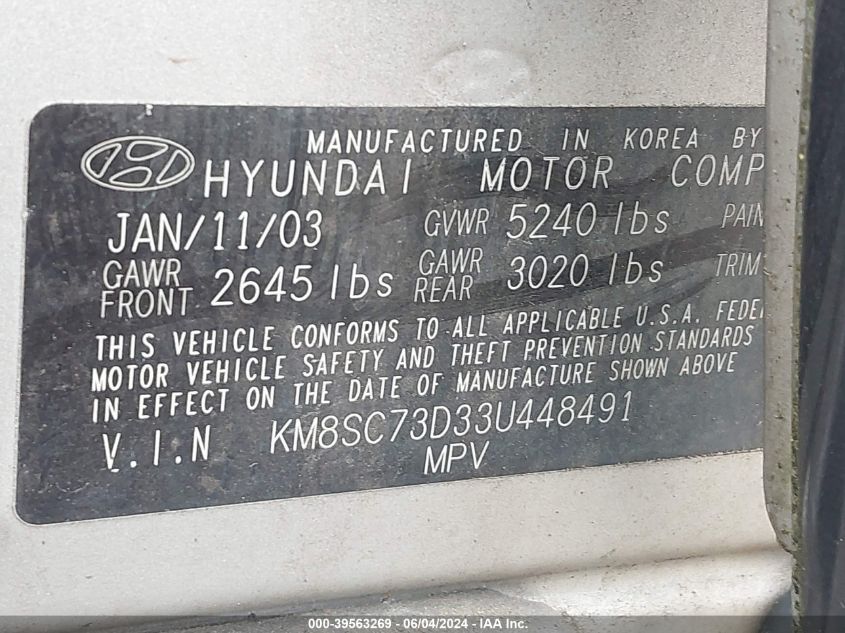 MANUFACTURED IN KOREA BY
HYUNDAI MOTOR COMP
JAN/11/03 GVWR 5240 lbs PAIN
GAWR FRONT 2645 lbs GAWR REAR 3020 lbs TRIM
THIS VEHICLE CONFORMS TO ALL APPLICABLE U.S.A. FEDE
MOTOR VEHICLE SAFETY AND THEFT PREVENTION STANDARDS
IN EFFECT ON THE DATE OF MANUFACTURE SHOWN ABOVE
V.I.N KM8SC73D33U448491
MPV
000-39563269 - 06/04/2024 - IAA Inc.